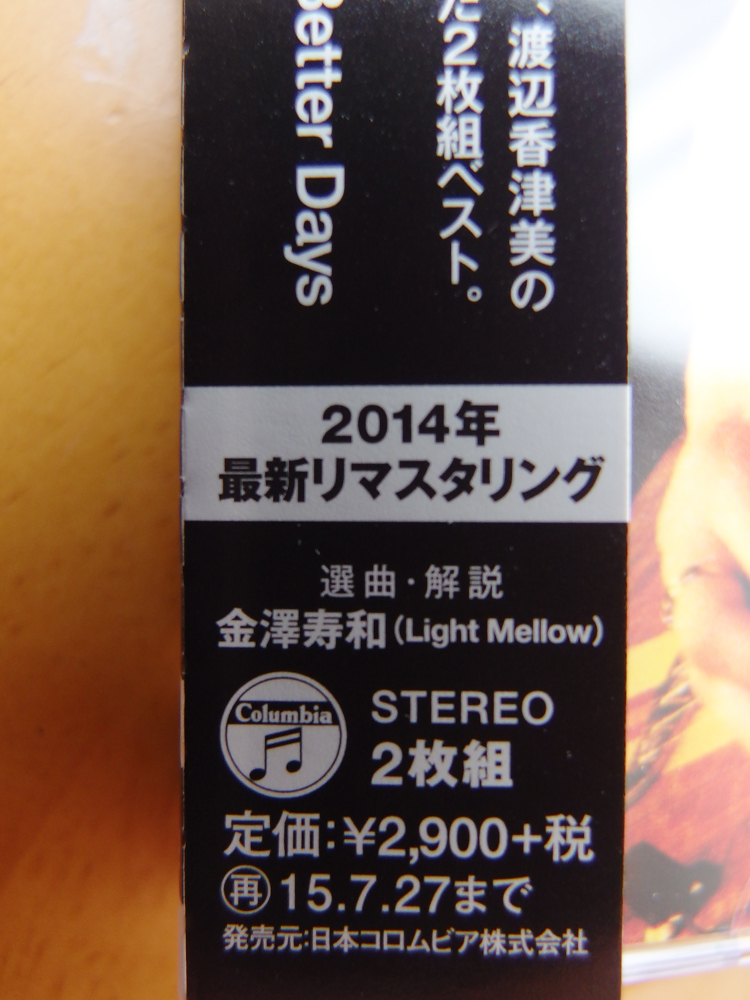 、渡辺香津美の
た2枚組ベスト。
Better Days
2014年
最新リマスタリング
選曲・解説
金澤寿和(Light Mellow)
Columbia
STEREO
2枚組
定価:¥2,900+税
再 15.7.27まで
発売元:日本コロムビア株式会社